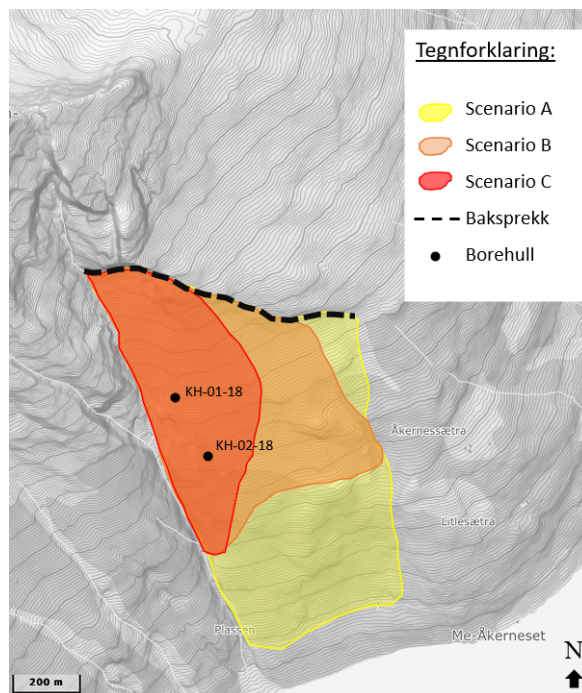 Tegnforklaring:
Scenario A
Scenario B
Scenario C
Baksprekk
Borehull
n-
KH-01-18
KH-02-18
Åkernessætra
Litlesætra
Plassen
Me-Åkerneset
200 m
N